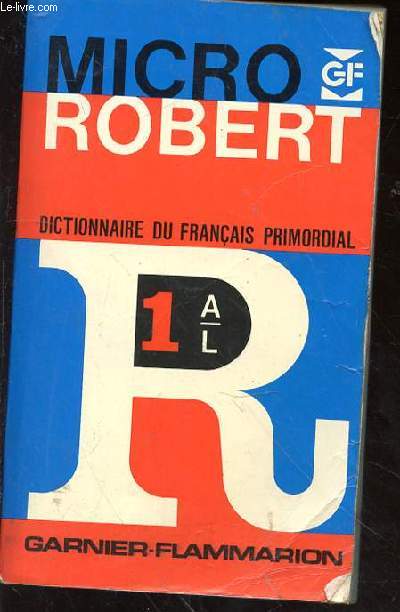 Le-livre.com
MICRO
GF
ROBERT
DICTIONNAIRE DU FRANÇAIS PRIMORDIAL
R
1
A
L
GARNIER-FLAMMARION